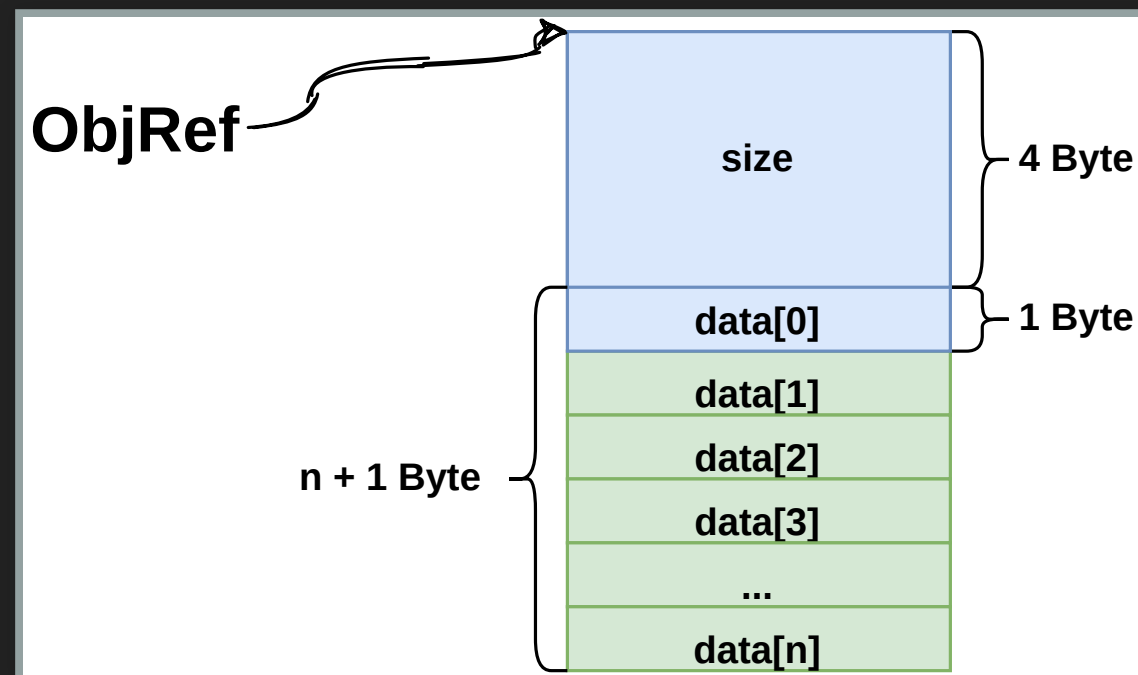 ObjRef
size
4 Byte
data[0]
1 Byte
data[1]
data[2]
n + 1 Byte
data[3]
...
data[n]